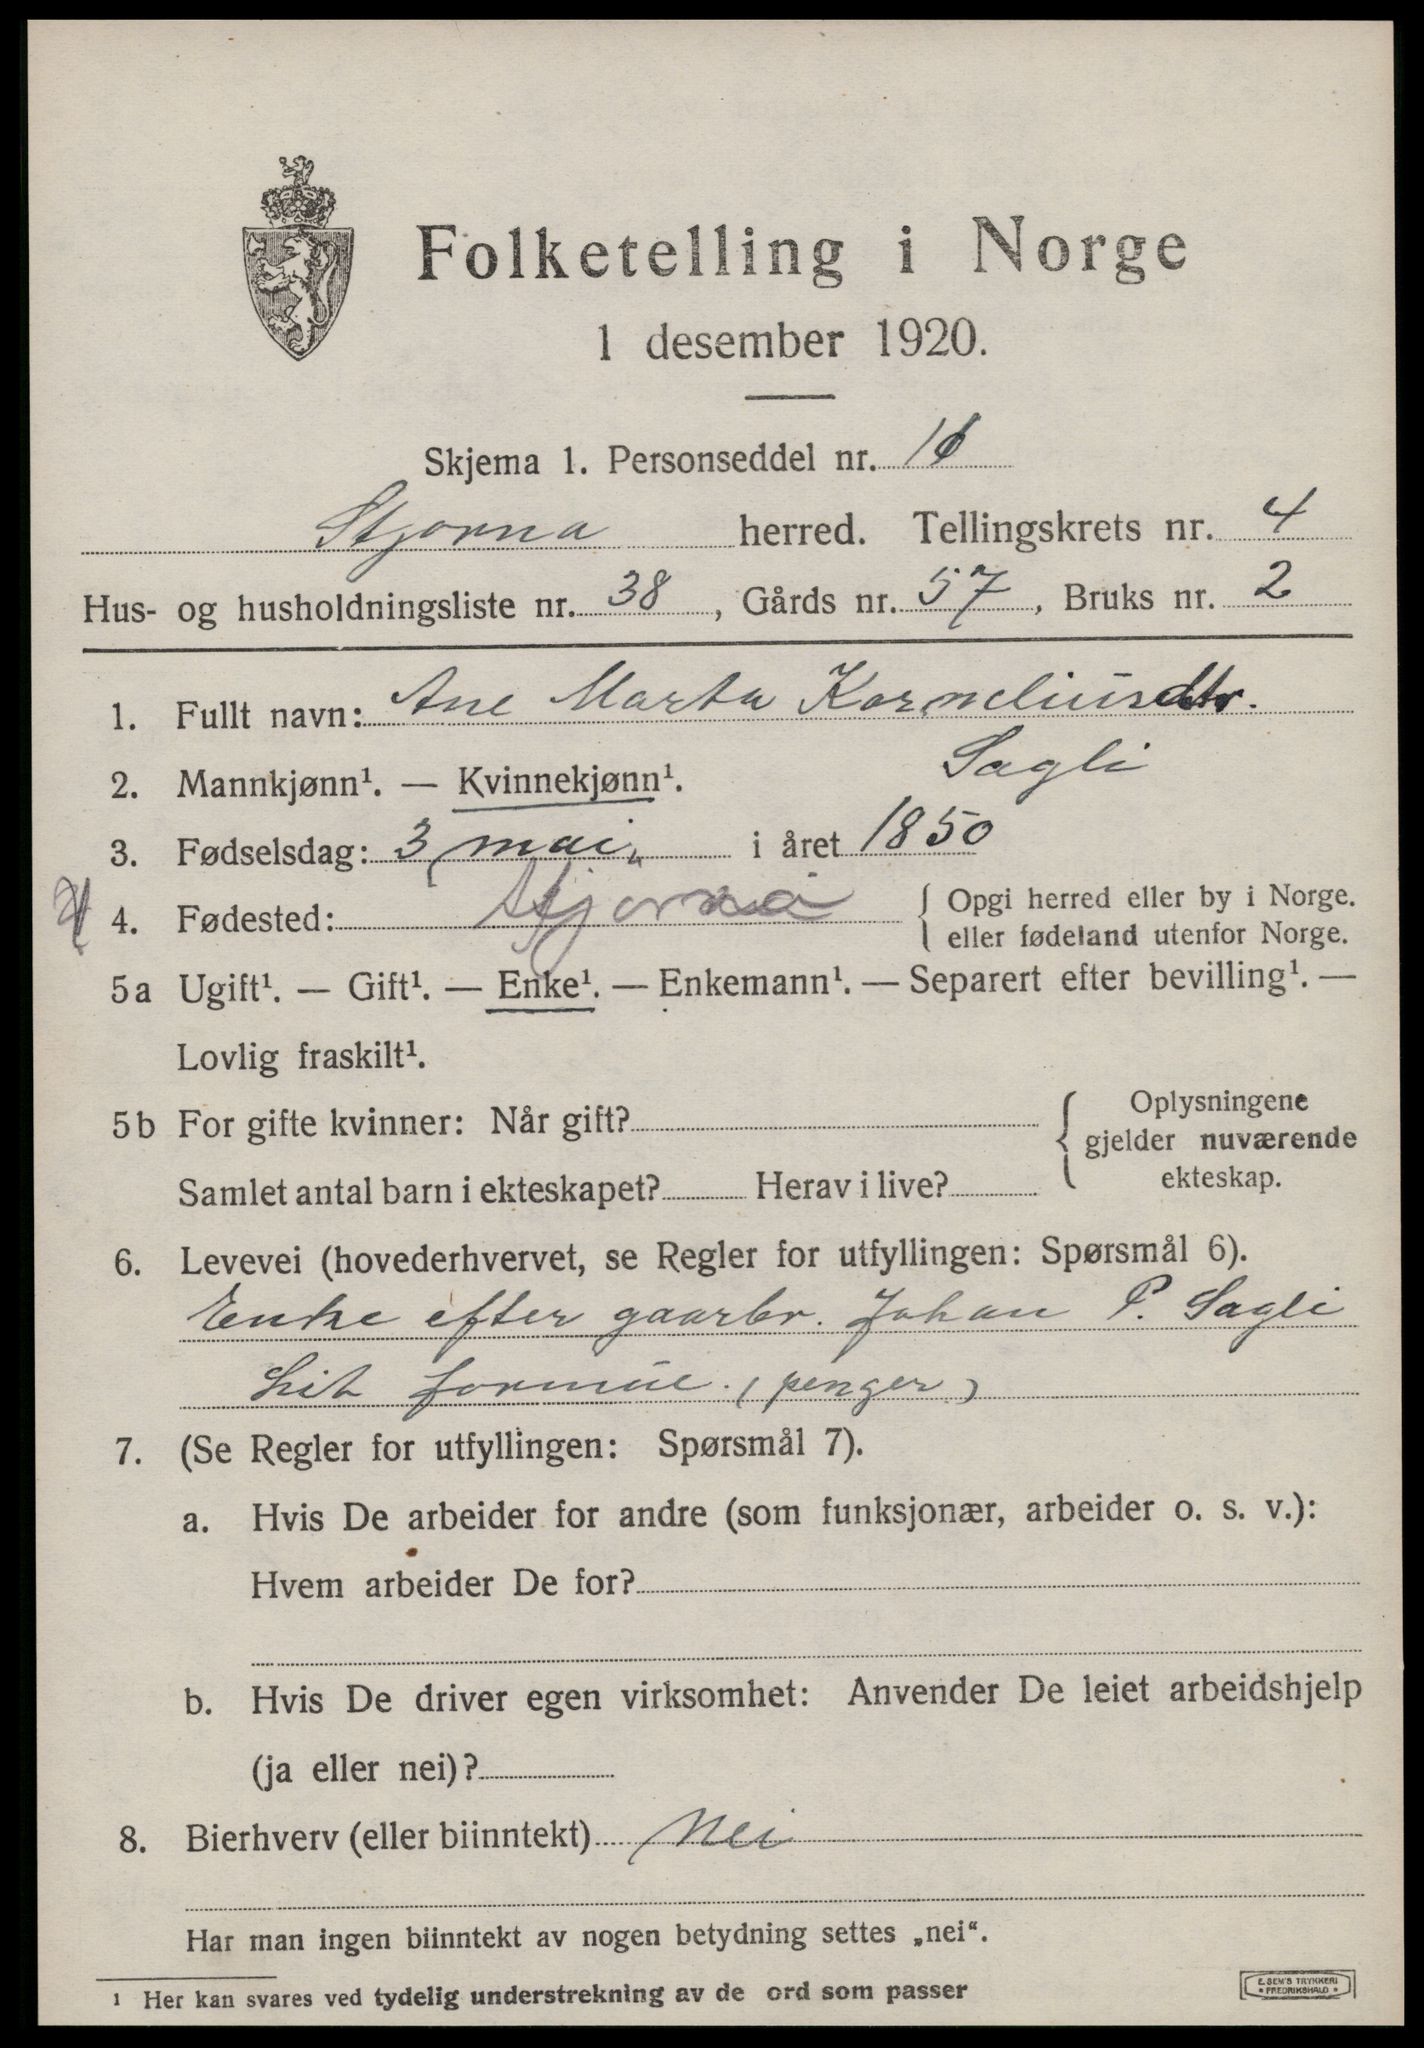 Folketelling i Norge
1 desember 1920.
Skjema 1. Personseddel nr.
Stjorna herred. Tellingskrets nr. 4
Hus- og husholdningsliste nr. 38, Gårds nr. 57, Bruks nr. 2
1. Fullt navn: Ane Marta Korneliusdtr.
Sagli
2. Mannkjønn¹. — Kvinnekjønn¹.
3. Fødselsdag: 3 mai i året 1850
4. Fødested: Stjorna { Opgi herred eller by i Norge.
eller fødeland utenfor Norge.
5a Ugift¹. — Gift¹. — Enke¹. — Enkemann¹. — Separert efter bevilling¹. —
Lovlig fraskilt¹.
5b For gifte kvinner: Når gift?
Samlet antal barn i ekteskapet? Herav i live?
{ Oplysningene
gjelder nuværende
ekteskap.
6. Levevei (hovederhvervet, se Regler for utfyllingen: Spørsmål 6).
Enke efter gaarbr. Johan P. Sagli
Lit formue. (penger)
7. (Se Regler for utfyllingen: Spørsmål 7).
a. Hvis De arbeider for andre (som funksjonær, arbeider o. s. v.):
Hvem arbeider De for?
b. Hvis De driver egen virksomhet: Anvender De leiet arbeidshjelp
(ja eller nei)?
8. Bierhverv (eller biinntekt) Nei
Har man ingen biinntekt av nogen betydning settes „nei“.
¹ Her kan svares ved tydelig understrekning av de ord som passer
E. SEM'S TRYKKERI
• FREDRIKSHALD •